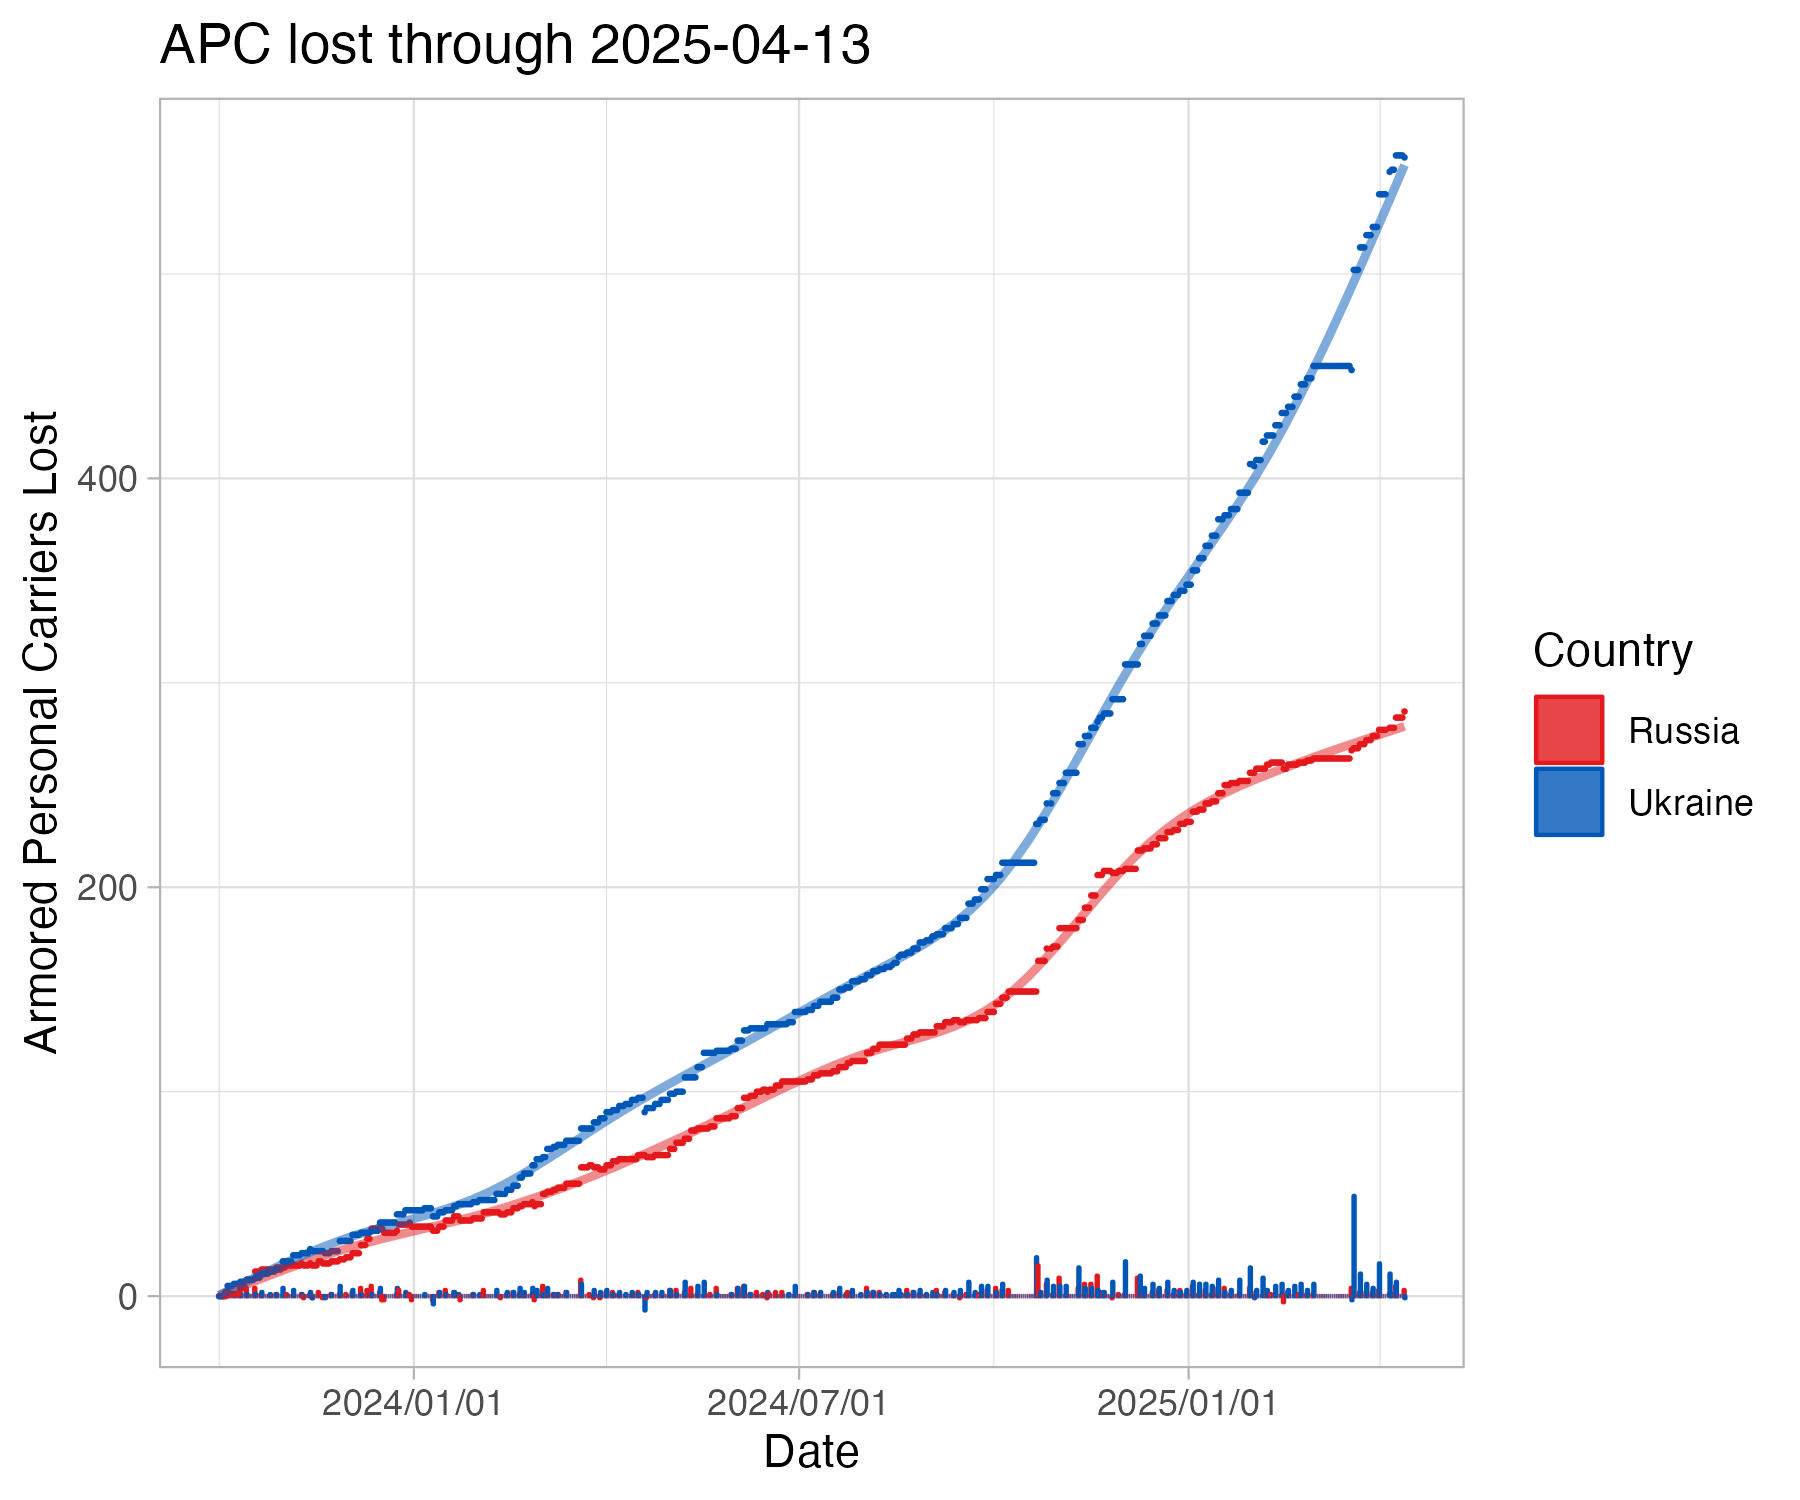 APC lost through 2025-04-13
Armored Personal Carriers Lost
400
200
0
2024/01/01
2024/07/01
2025/01/01
Date
Country
Russia
Ukraine